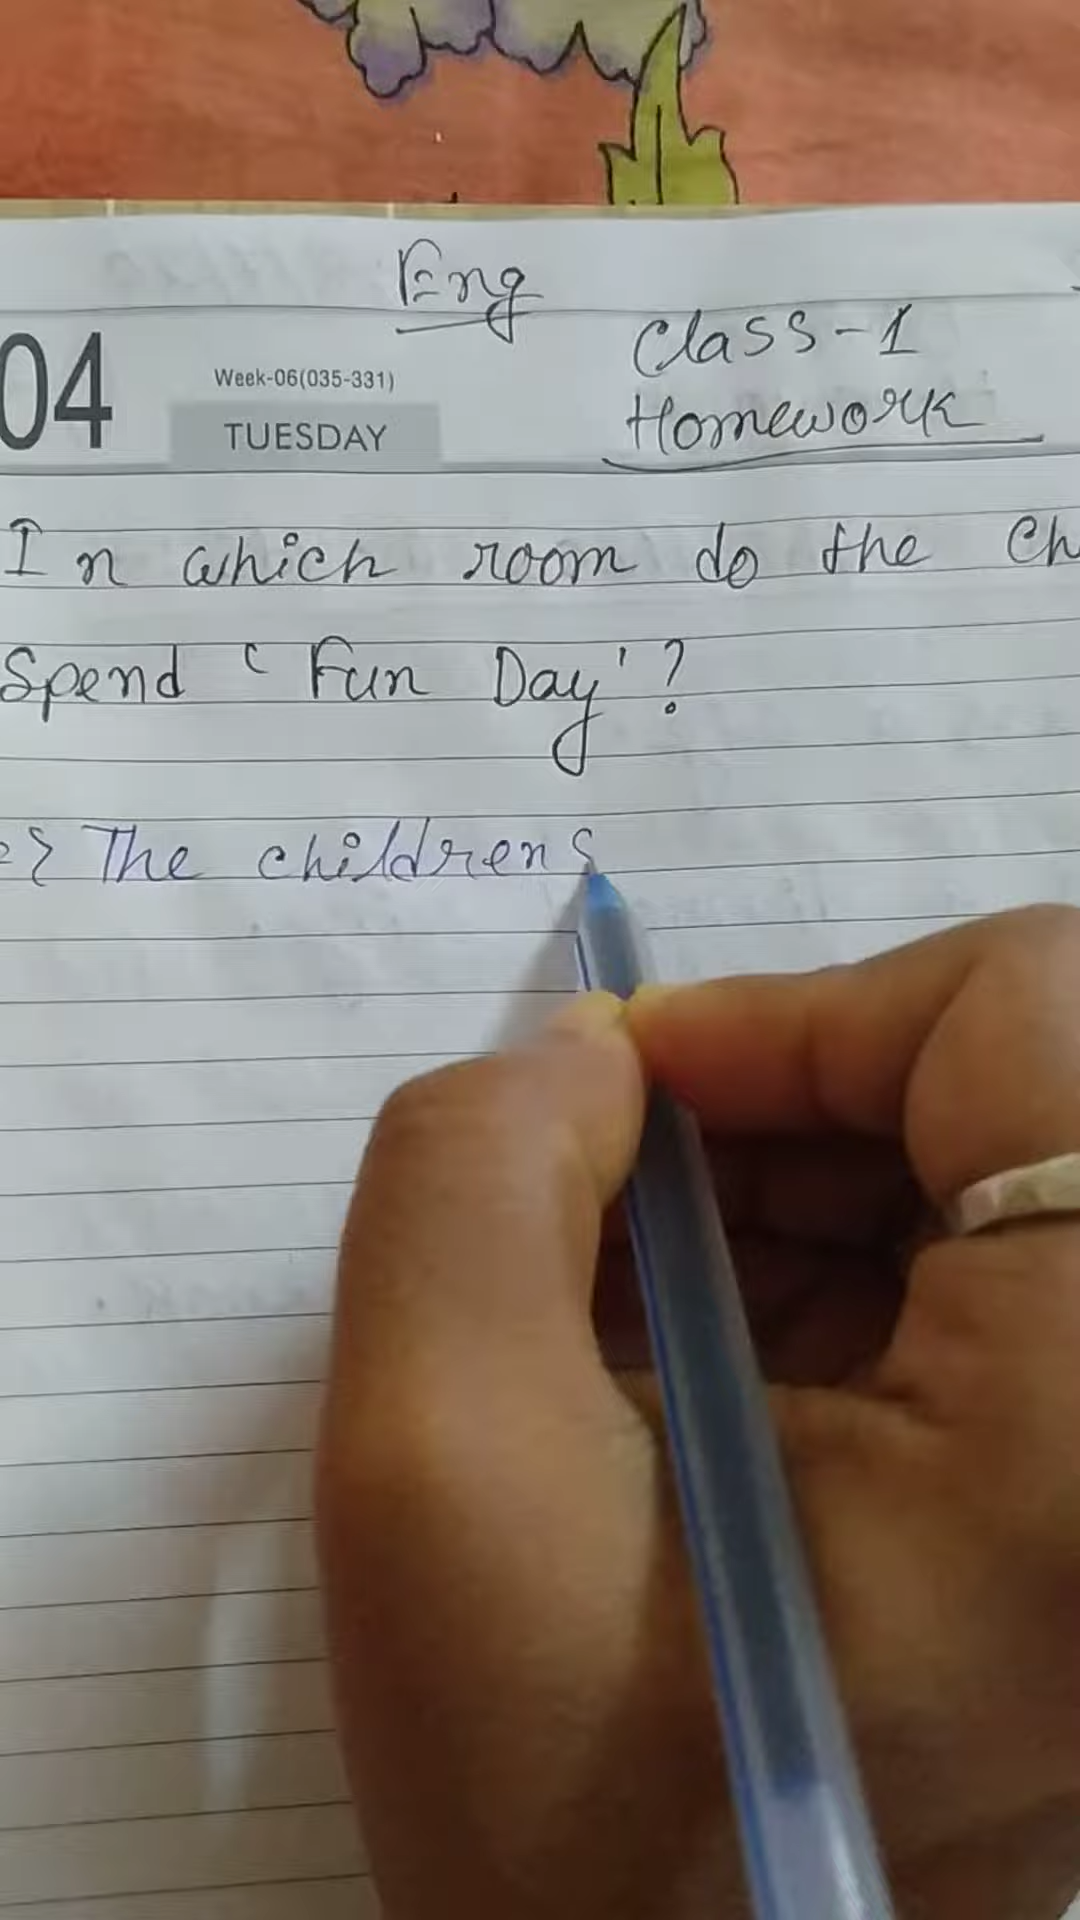 Eng
04
Week-06(035-331)
TUESDAY
Class-1
Homework
In which room do the Ch
Spend 'Fun Day'?
The childrens